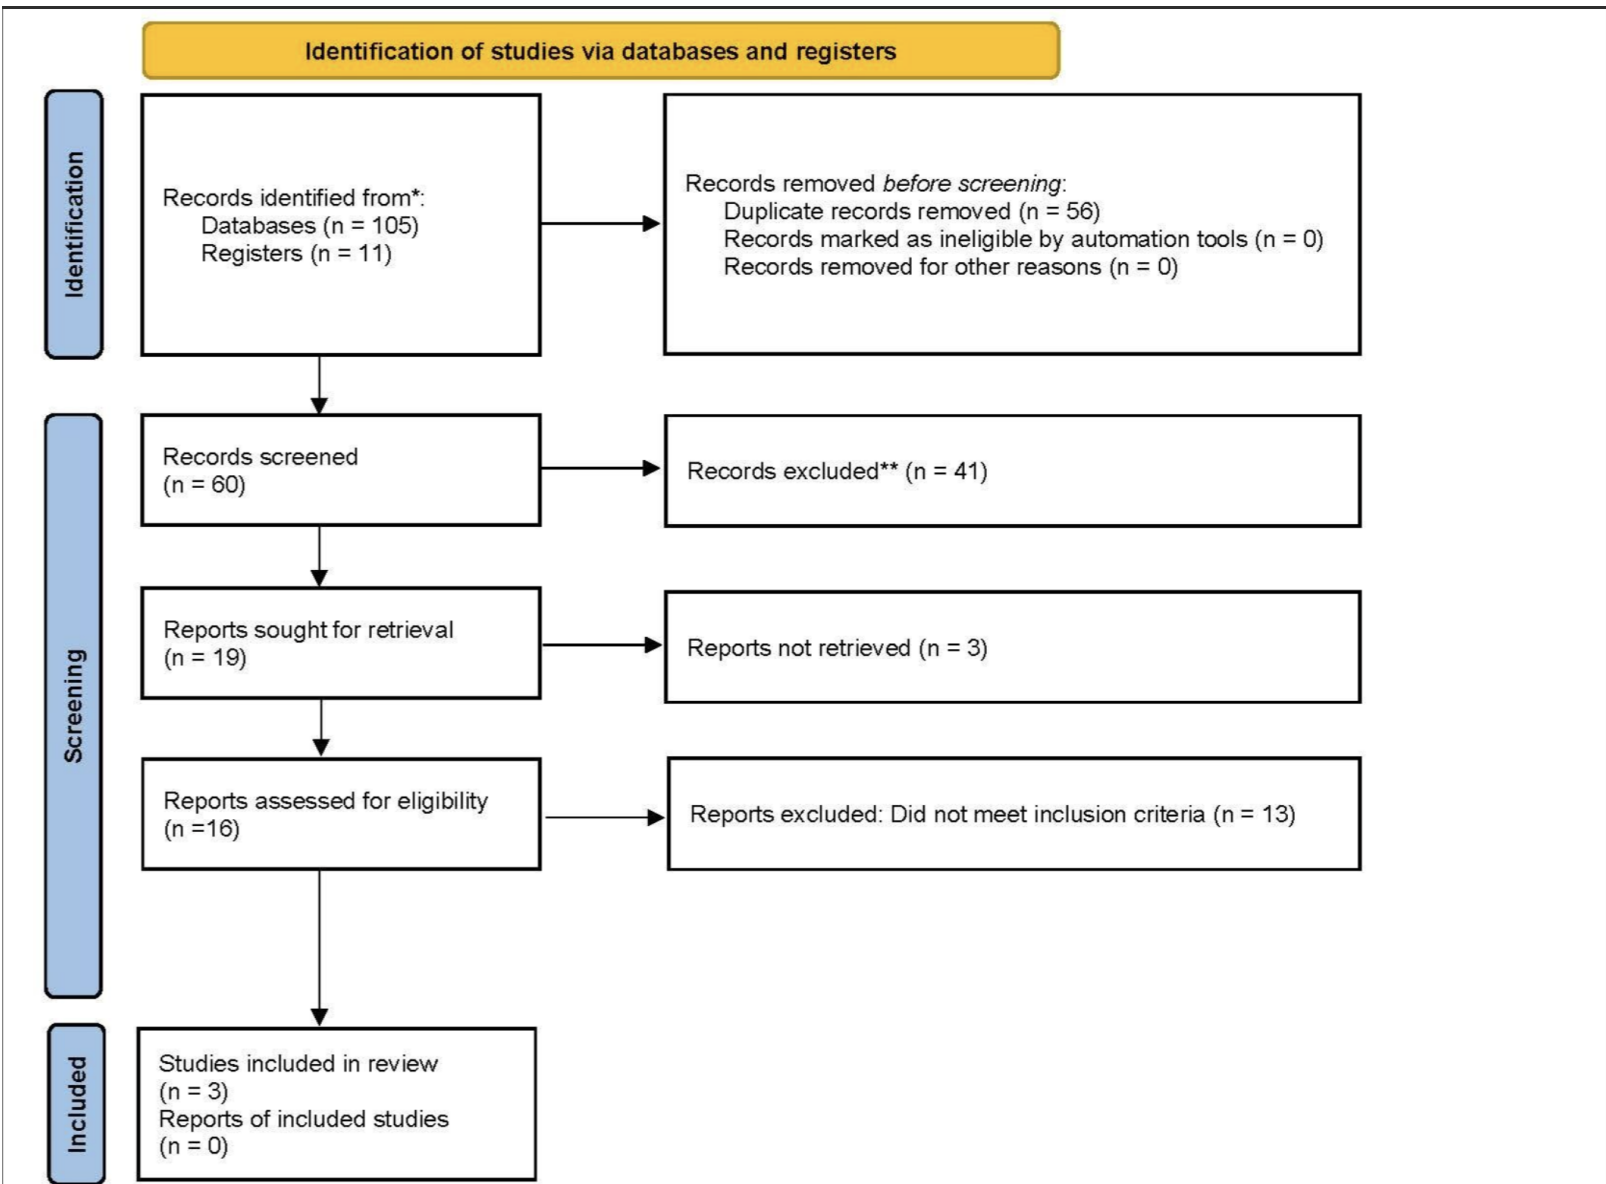 Identification of studies via databases and registers
Identification
Records identified from*:
Databases (n = 105)
Registers (n = 11)
Records removed before screening:
Duplicate records removed (n = 56)
Records marked as ineligible by automation tools (n = 0)
Records removed for other reasons (n = 0)
Screening
Records screened
(n = 60)
Records excluded** (n = 41)
Reports sought for retrieval
(n = 19)
Reports not retrieved (n = 3)
Reports assessed for eligibility
(n =16)
Reports excluded: Did not meet inclusion criteria (n = 13)
Included
Studies included in review
(n = 3)
Reports of included studies
(n = 0)